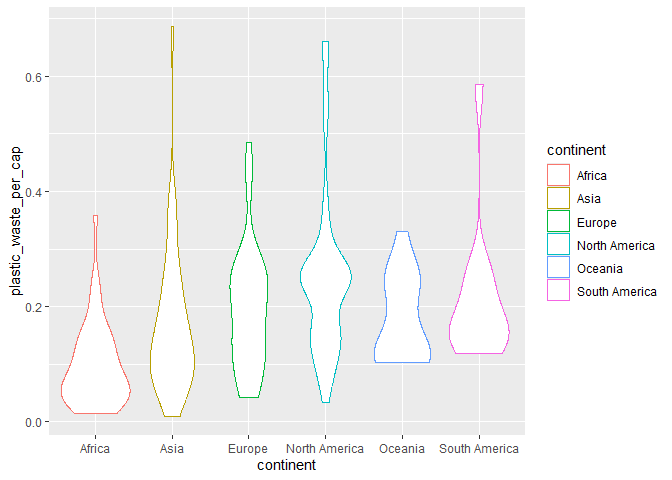 plastic_waste_per_cap
0.6
0.4
0.2
0.0
Africa
Asia
Europe
North America
Oceania
South America
continent
continent
Africa
Asia
Europe
North America
Oceania
South America